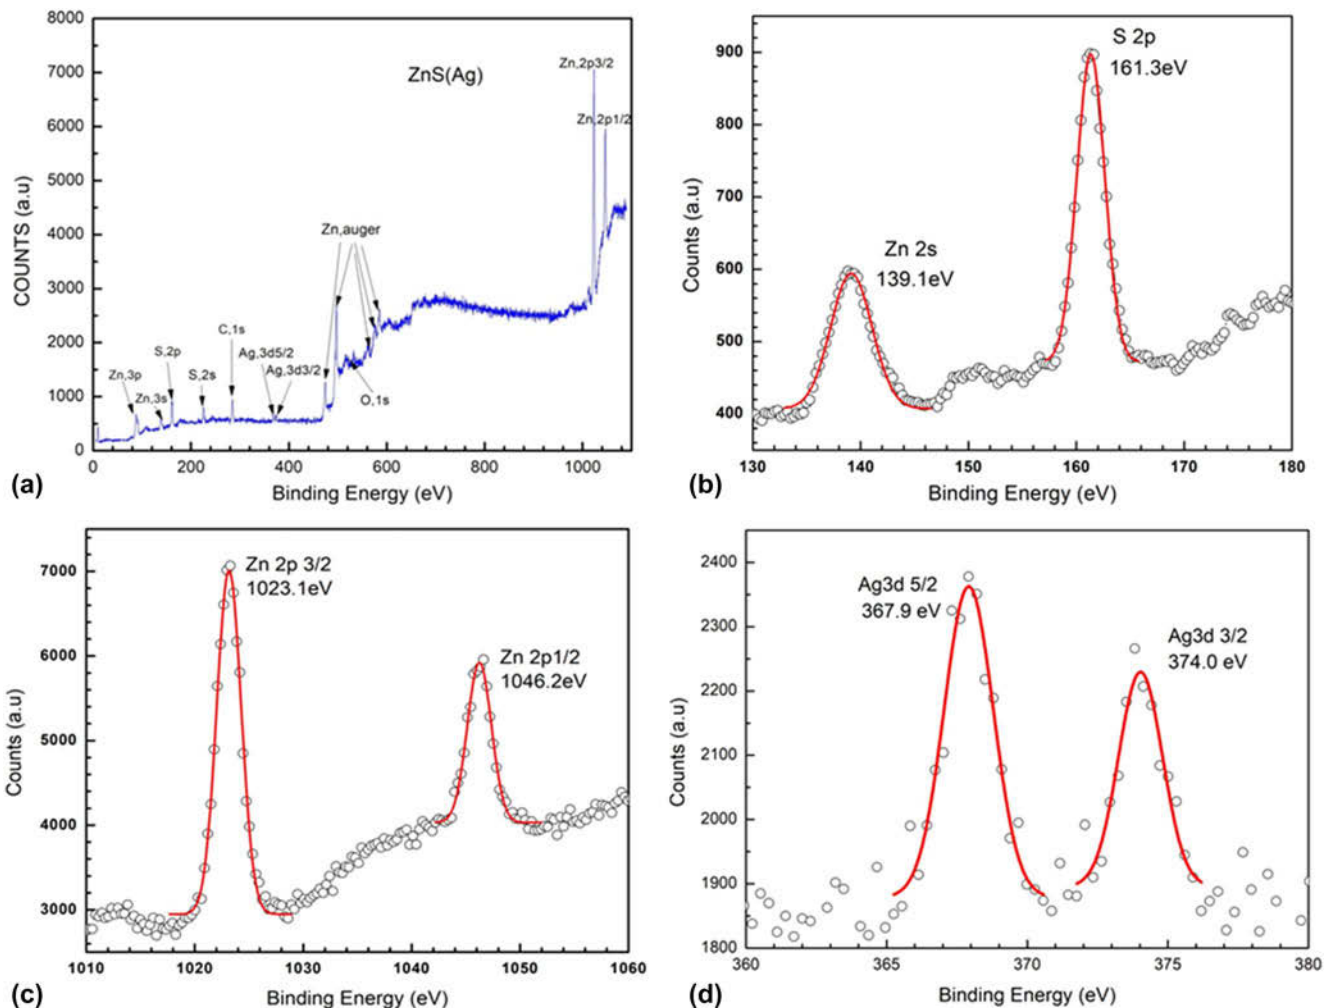 8000
7000
6000
5000
4000
3000
2000
1000
0
COUNTS (a.u)
ZnS(Ag)
Zn,2p3/2
Zn,2p1/2
Zn,auger
C,1s
S,2p
Ag,3d5/2
Zn,3p
S,2s
Ag,3d3/2
Zn,3s
O,1s
0 200 400 600 800 1000
Binding Energy (eV)
(a)
900
800
700
600
500
400
Counts (a.u)
S 2p
161.3eV
Zn 2s
139.1eV
130 140 150 160 170 180
Binding Energy (eV)
(b)
7000
6000
5000
4000
3000
Counts (a.u)
Zn 2p 3/2
1023.1eV
Zn 2p1/2
1046.2eV
1010 1020 1030 1040 1050 1060
Binding Energy (eV)
(c)
2400
2300
2200
2100
2000
1900
1800
Counts (a.u)
Ag3d 5/2
367.9 eV
Ag3d 3/2
374.0 eV
360 365 370 375 380
Binding Energy (eV)
(d)